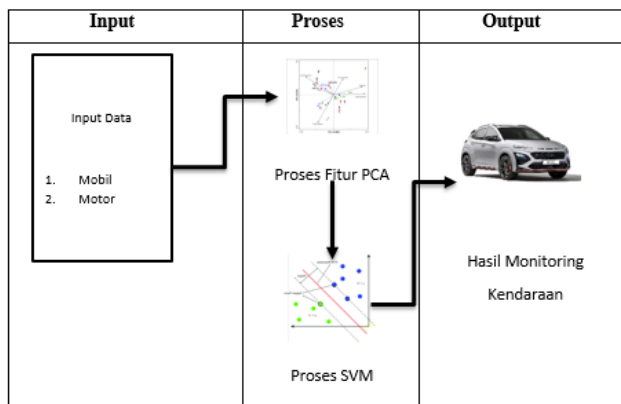 Input
Proses
Output
Input Data
1. Mobil
2. Motor
Proses Fitur PCA
Proses SVM
Hasil Monitoring
Kendaraan